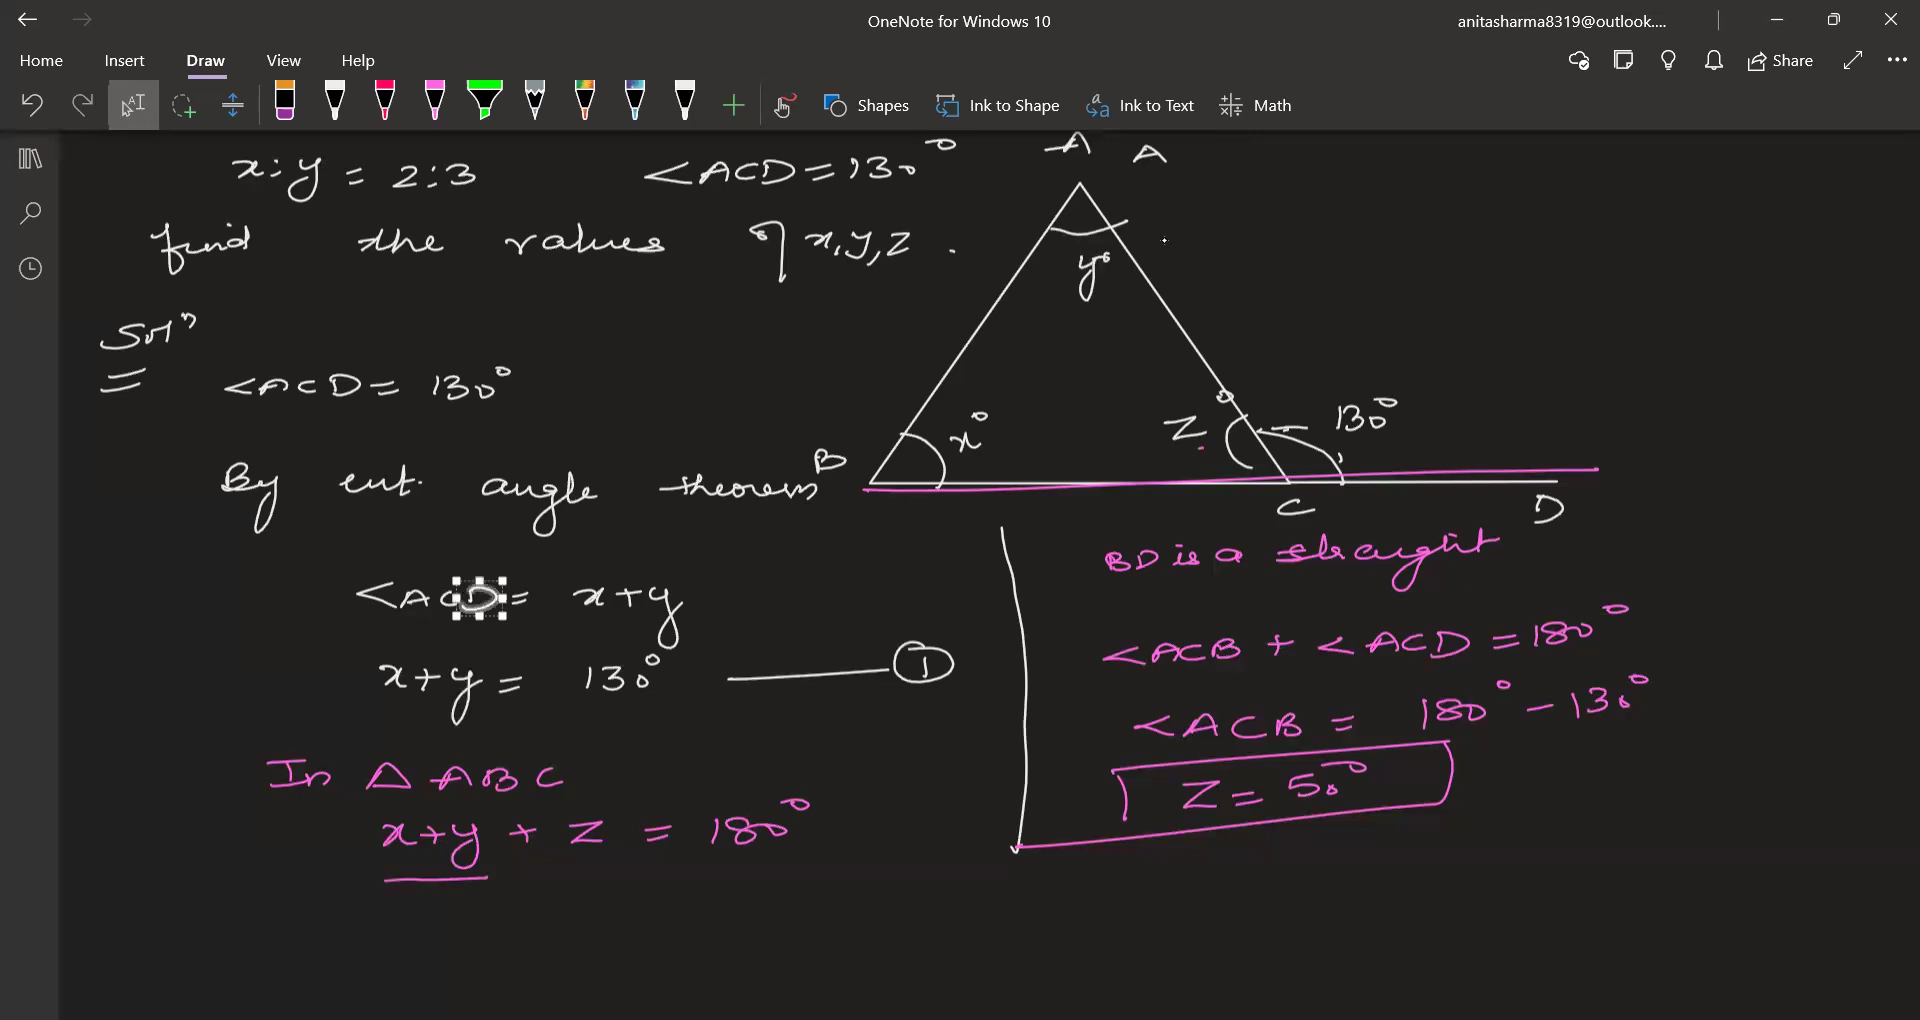 OneNote for Windows 10
anitasharma8319@outlook....
Home Insert Draw View Help
Share
Shapes Ink to Shape Ink to Text Math
x:y = 2:3 <ACD = 130°
find the values of x,y,z .
A A
y°
Sol^n
<ACD = 130°
x°
Z°
130°
By ext. angle theorem
B
C D
<ACD = x+y
x+y = 130° ① 
In △ ABC
x+y + z = 180°
BD is a straight
<ACB + <ACD = 180°
<ACB = 180° - 130°
Z = 50°